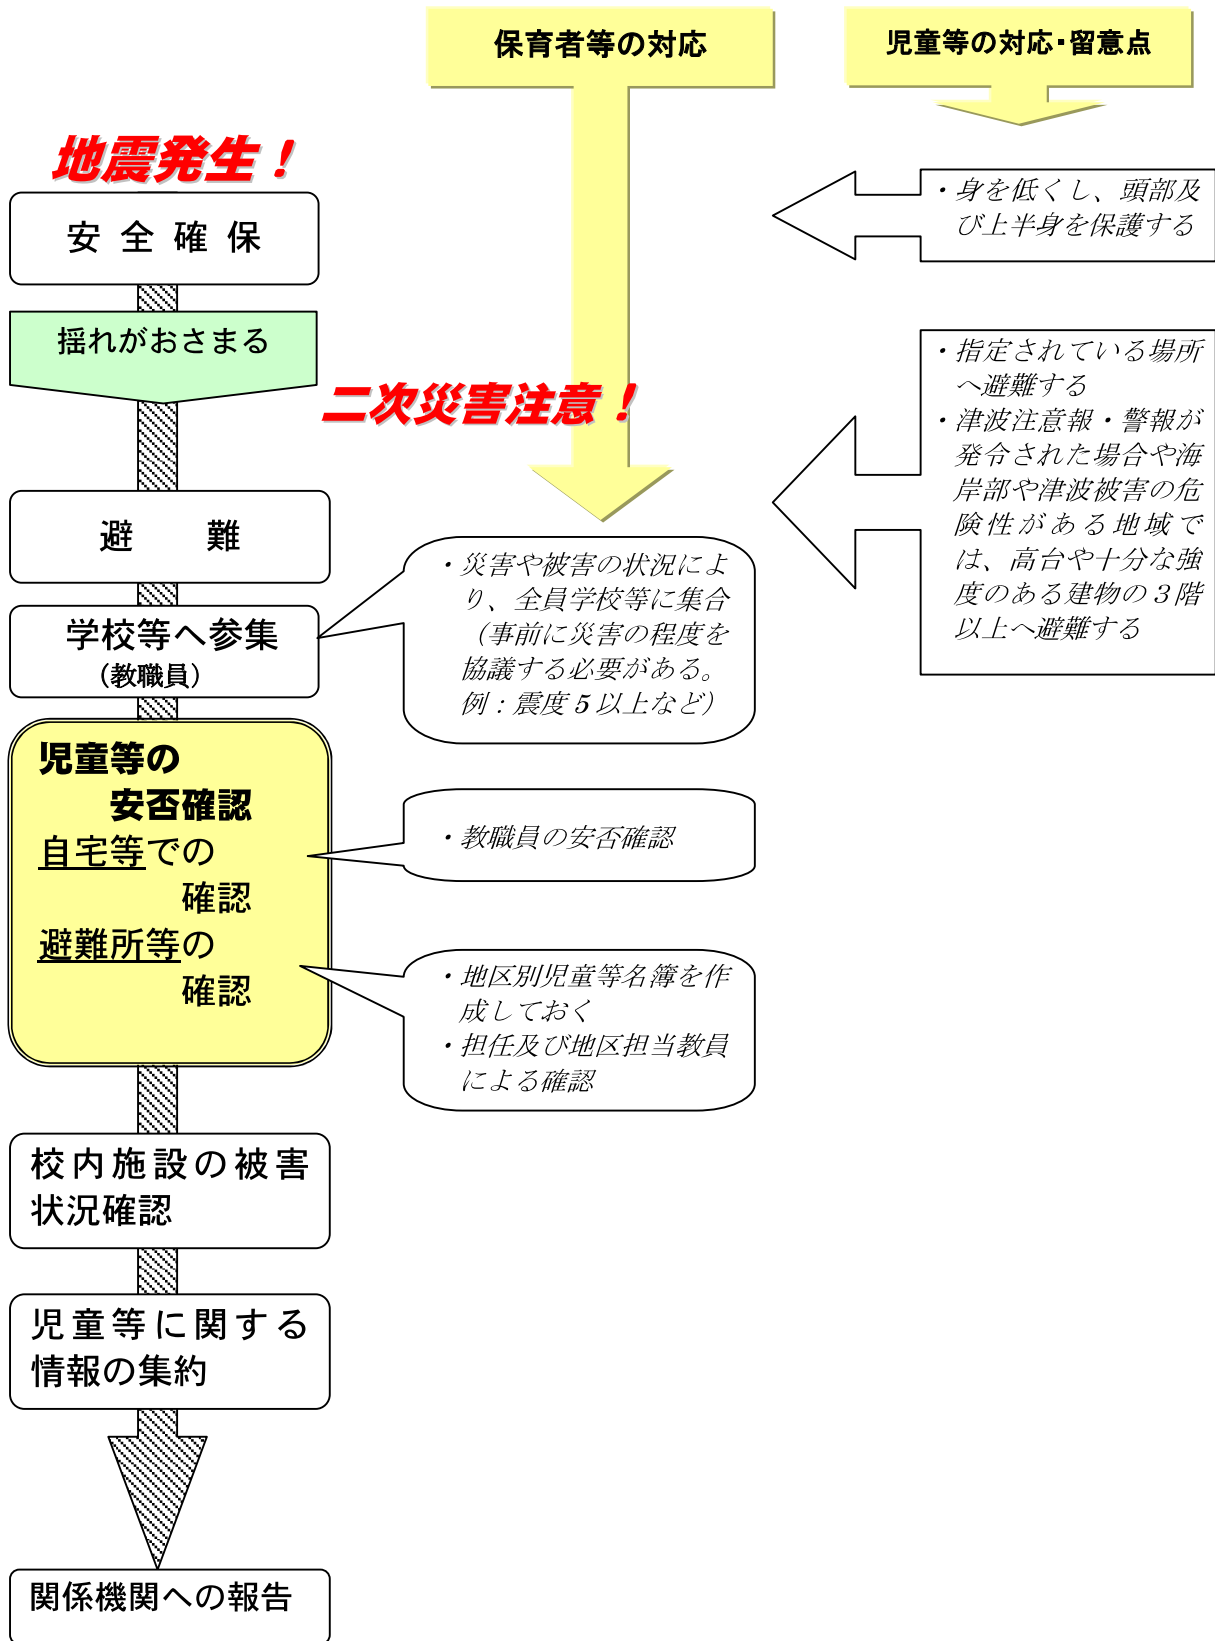 保育者等の対応
児童等の対応・留意点
地震発生！
安全確保
・身を低くし、頭部及
び上半身を保護する
揺れがおさまる
二次災害注意！
・指定されている場所
へ避難する
・津波注意報・警報が
発令された場合や海
岸部や津波被害の危
険性がある地域で
は、高台や十分な強
度のある建物の３階
以上へ避難する
避　難
学校等へ参集
（教職員）
・災害や被害の状況によ
り、全員学校等に集合
（事前に災害の程度を
協議する必要がある。
例：震度５以上など）
児童等の
安否確認
自宅等での
確認
避難所等の
確認
・教職員の安否確認
・地区別児童等名簿を作
成しておく
・担任及び地区担当教員
による確認
校内施設の被害
状況確認
児童等に関する
情報の集約
関係機関への報告